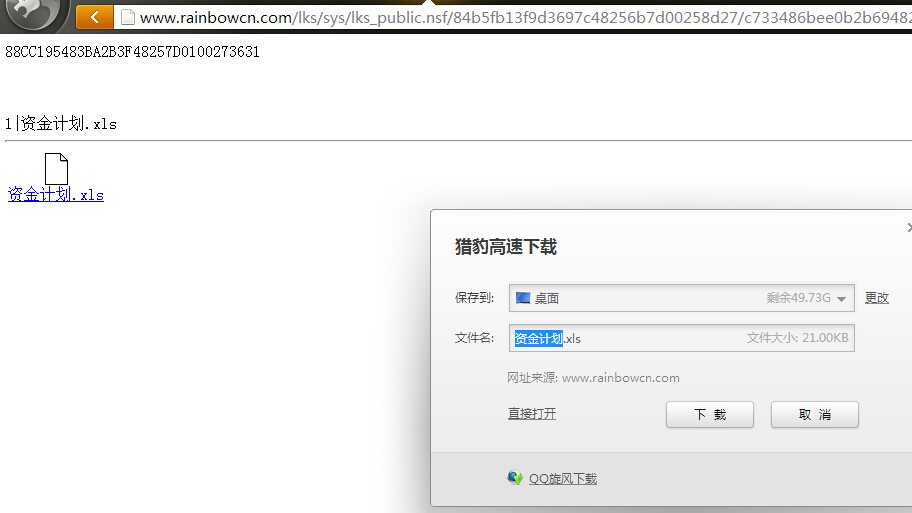 www.rainbowcn.com/lks/sys/lks_public.nsf/84b5fb13f9d3697c48256b7d00258d27/c733486bee0b2b69482
88CC195483BA2B3F48257D0100273631
1|资金计划.xls
资金计划.xls
猎豹高速下载
保存到: 桌面 剩余49.73G 更改
文件名: 资金计划.xls 文件大小: 21.00KB
网址来源: www.rainbowcn.com
直接打开 下 载 取 消
QQ旋风下载